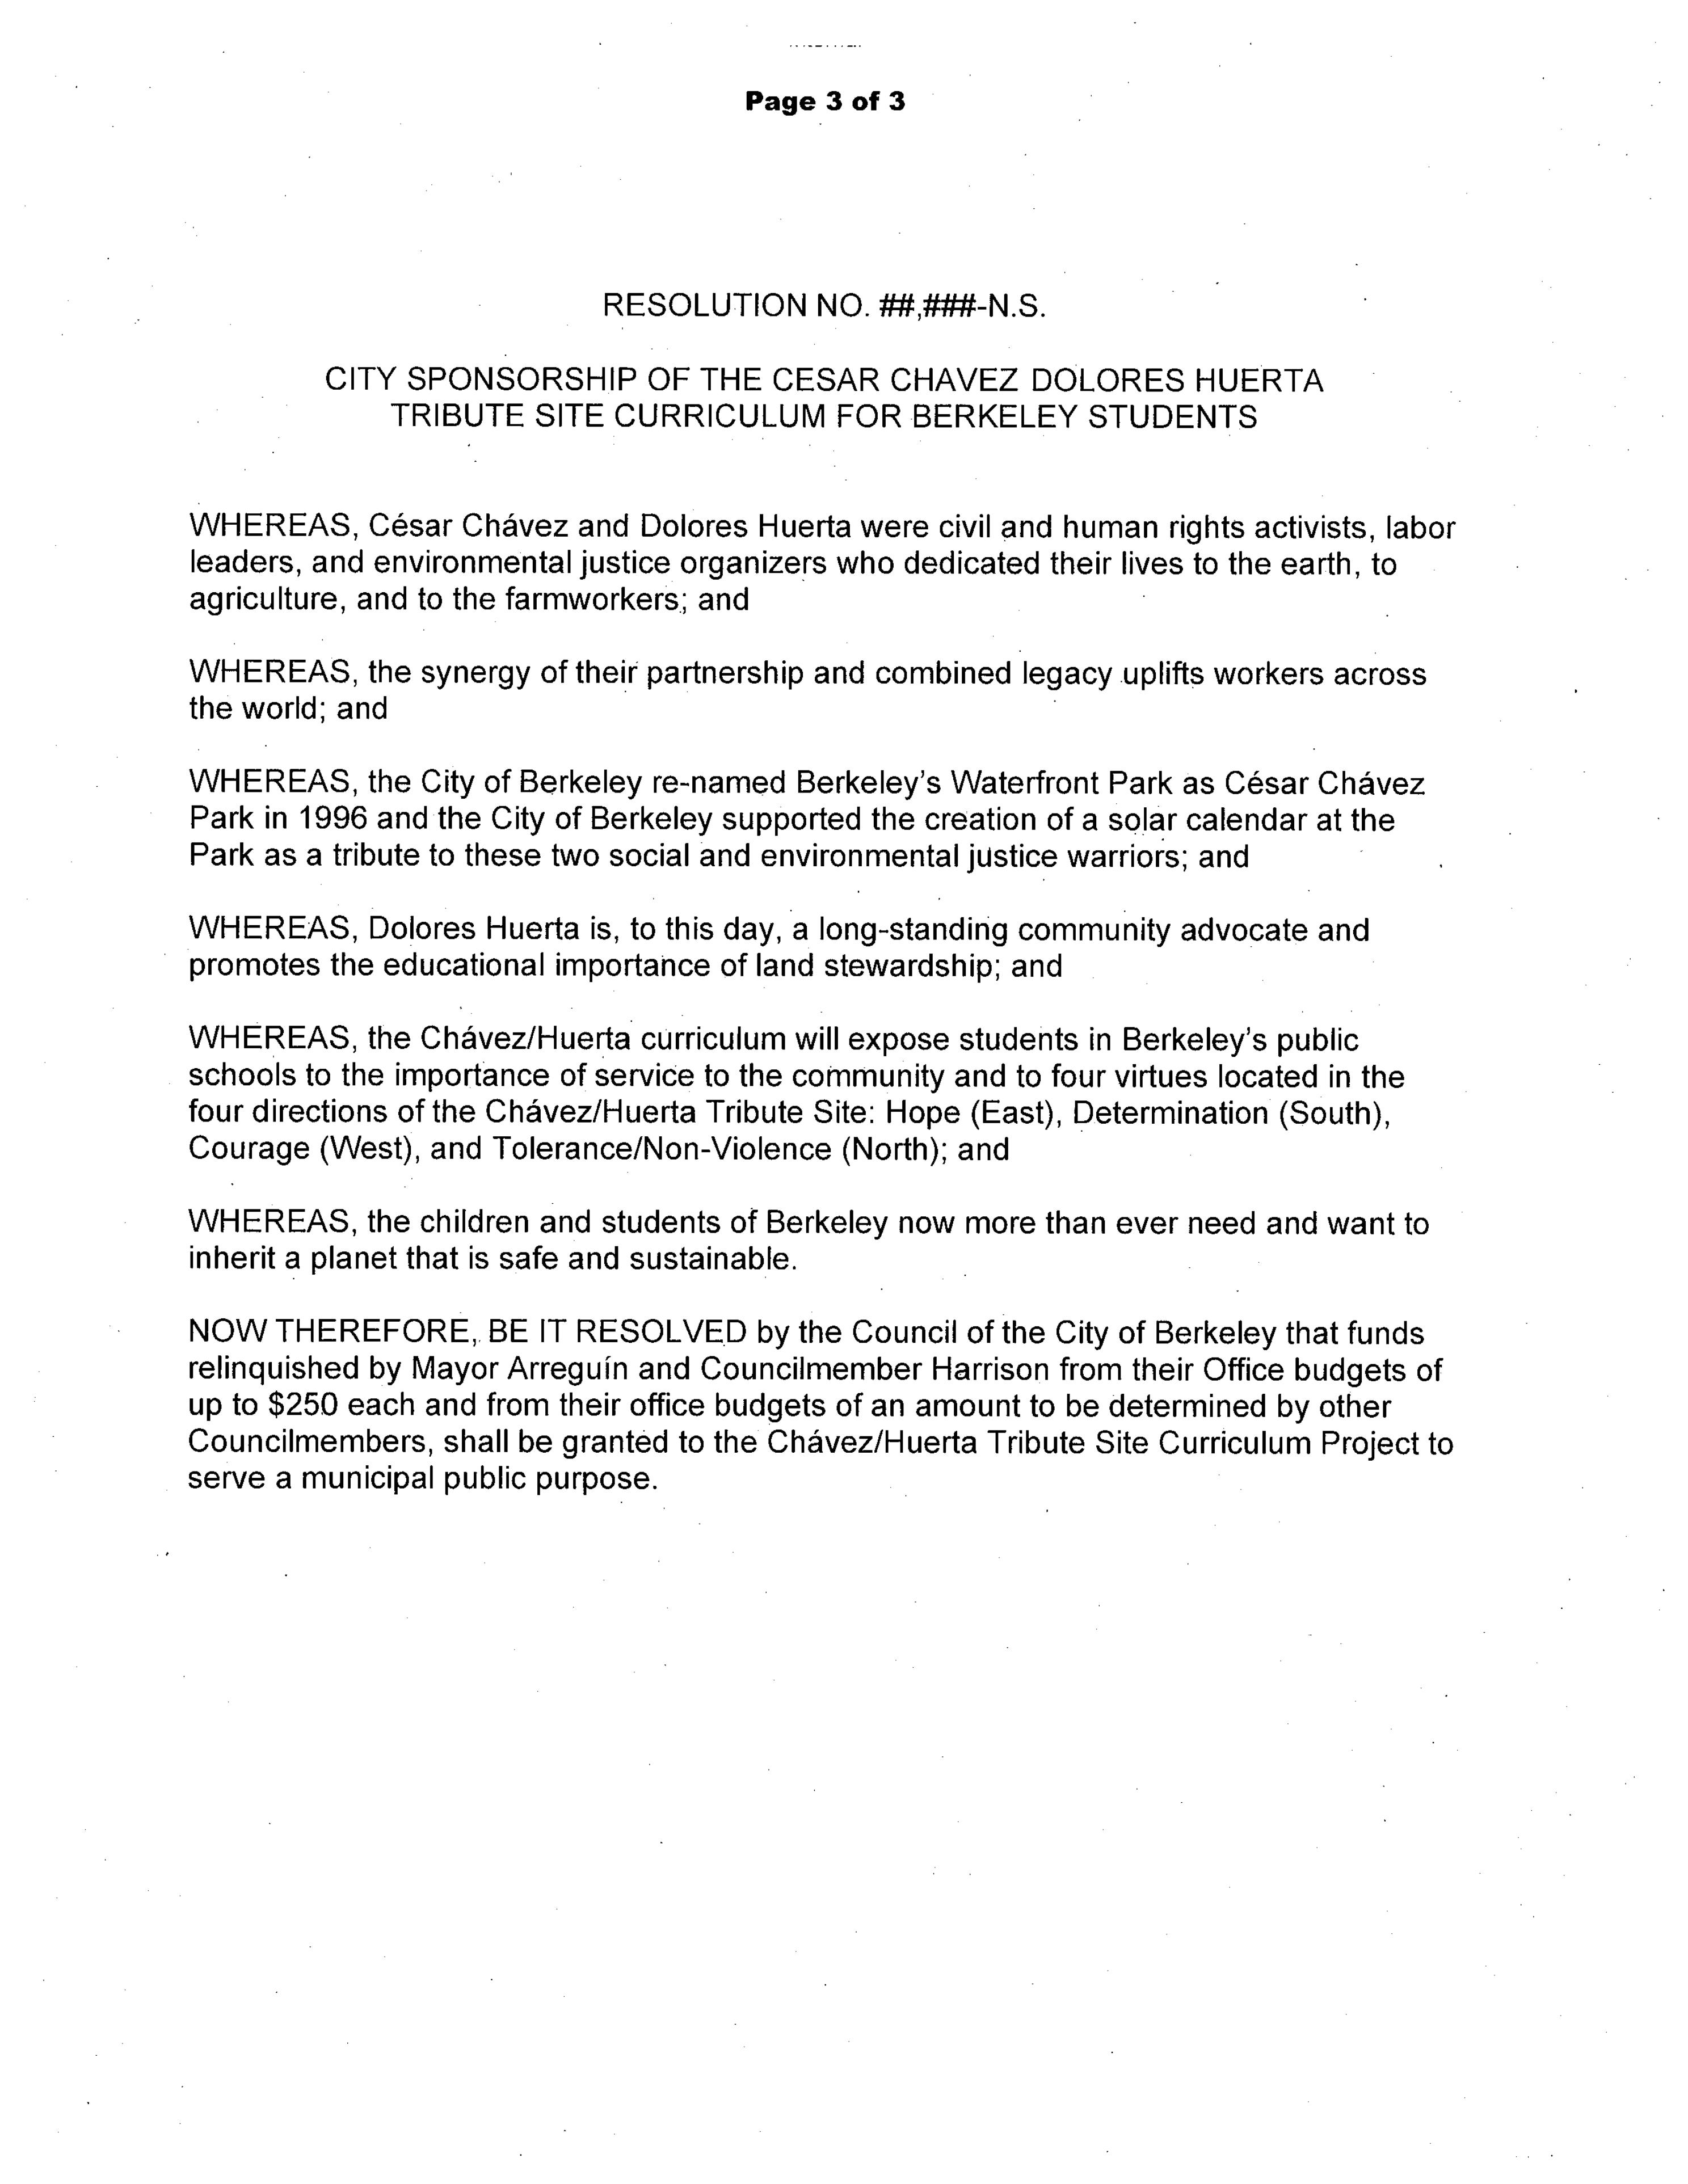 Page 3 of 3
RESOLUTION NO. ##,###-N.S.
CITY SPONSORSHIP OF THE CESAR CHAVEZ DOLORES HUERTA
TRIBUTE SITE CURRICULUM FOR BERKELEY STUDENTS
WHEREAS, César Chávez and Dolores Huerta were civil and human rights activists, labor
leaders, and environmental justice organizers who dedicated their lives to the earth, to
agriculture, and to the farmworkers; and
WHEREAS, the synergy of their partnership and combined legacy uplifts workers across
the world; and
WHEREAS, the City of Berkeley re-named Berkeley's Waterfront Park as César Chávez
Park in 1996 and the City of Berkeley supported the creation of a solar calendar at the
Park as a tribute to these two social and environmental justice warriors; and
WHEREAS, Dolores Huerta is, to this day, a long-standing community advocate and
promotes the educational importance of land stewardship; and
WHEREAS, the Chávez/Huerta curriculum will expose students in Berkeley's public
schools to the importance of service to the community and to four virtues located in the
four directions of the Chávez/Huerta Tribute Site: Hope (East), Determination (South),
Courage (West), and Tolerance/Non-Violence (North); and
WHEREAS, the children and students of Berkeley now more than ever need and want to
inherit a planet that is safe and sustainable.
NOW THEREFORE, BE IT RESOLVED by the Council of the City of Berkeley that funds
relinquished by Mayor Arreguín and Councilmember Harrison from their Office budgets of
up to $250 each and from their office budgets of an amount to be determined by other
Councilmembers, shall be granted to the Chávez/Huerta Tribute Site Curriculum Project to
serve a municipal public purpose.